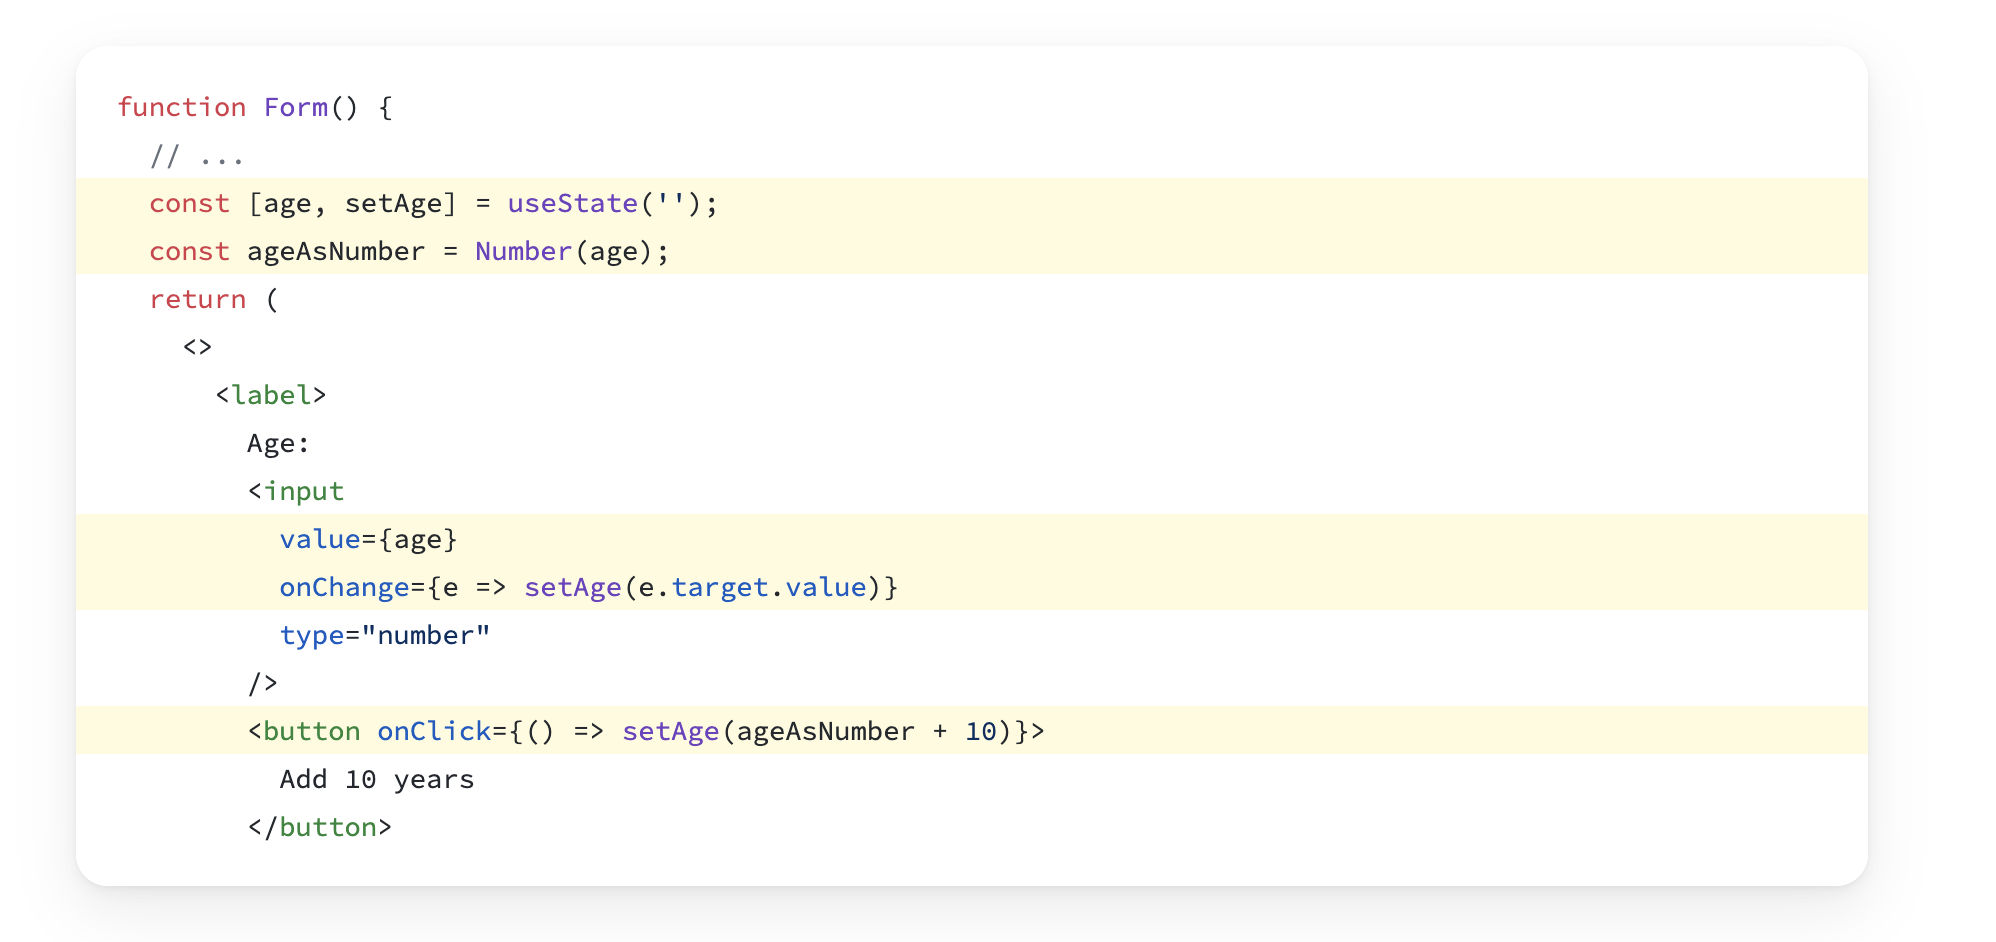 function Form() {
  // ...
  const [age, setAge] = useState('');
  const ageAsNumber = Number(age);
  return (
    <>
      <label>
        Age:
        <input
          value={age}
          onChange={e => setAge(e.target.value)}
          type="number"
        />
        <button onClick={() => setAge(ageAsNumber + 10)}>
          Add 10 years
        </button>